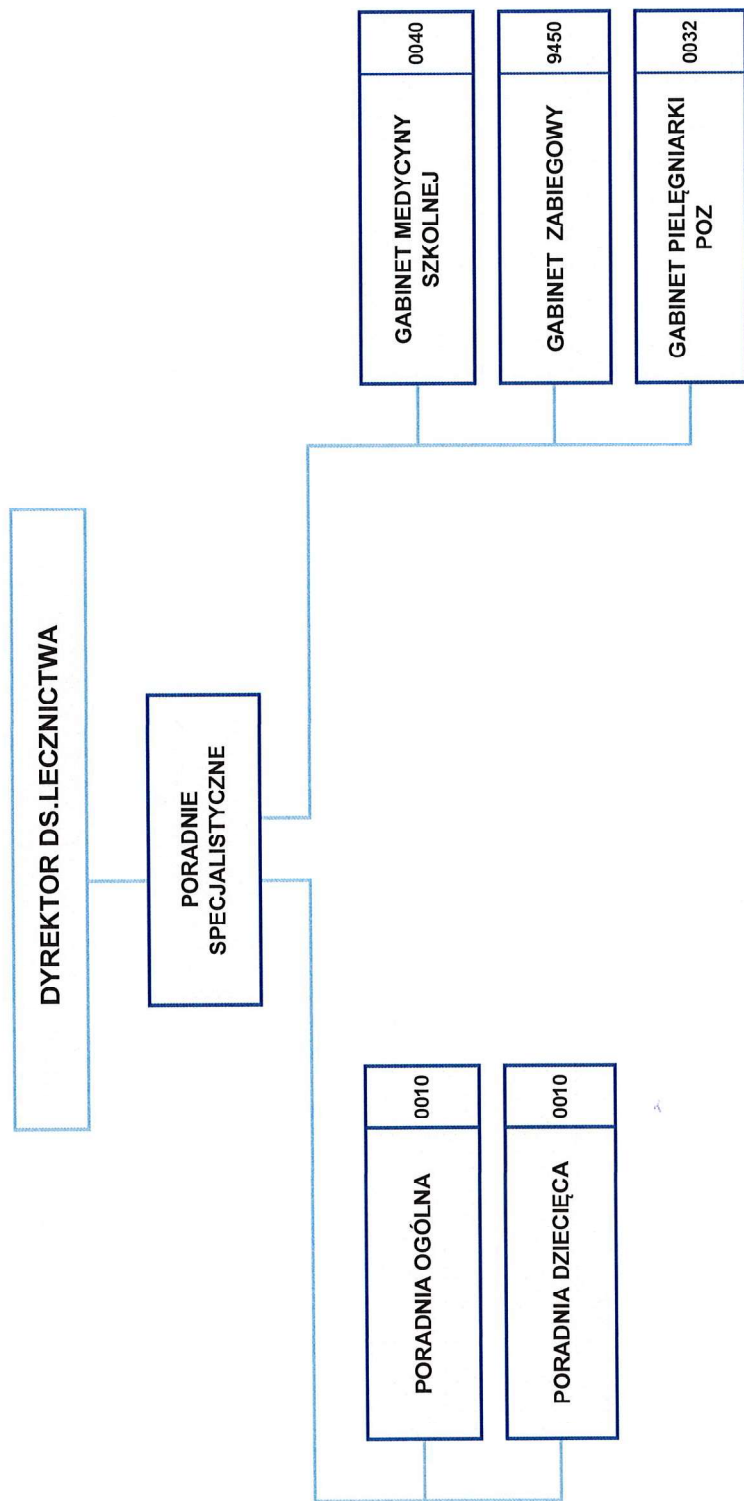 DYREKTOR DS.LECZNICTWA
PORADNIE
SPECJALISTYCZNE
PORADNIA OGÓLNA
0010
PORADNIA DZIECIĘCA
0010
GABINET MEDYCYNY
SZKOLNEJ
0040
GABINET ZABIEGOWY
9450
GABINET PIELĘGNIARKI
POZ
0032